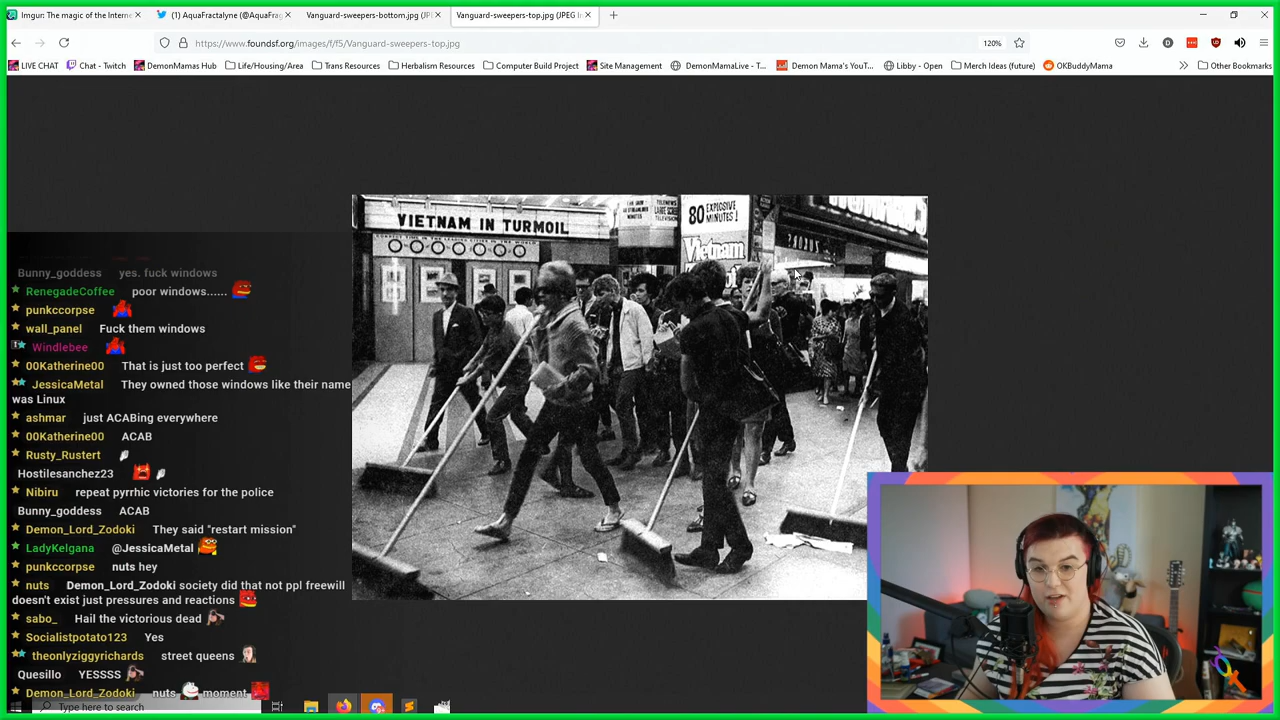 Imgur: The magic of the Interne
(1) AquaFractalyne (@AquaFrag
Vanguard-sweepers-bottom.jpg (JPE
Vanguard-sweepers-top.jpg (JPEG I
https://www.foundsf.org/images/f/f5/Vanguard-sweepers-top.jpg
120%
LIVE CHAT
Chat - Twitch
DemonMamas Hub
Life/Housing/Area
Trans Resources
Herbalism Resources
Computer Build Project
Site Management
DemonMamaLive - T...
Demon Mama's YouT...
Libby - Open
Merch Ideas (future)
OKBuddyMama
Other Bookmarks
VIETNAM IN TURMOIL
80 EXPLOSIVE
MINUTES!
Vietnam
Bunny_goddess yes. fuck windows
RenegadeCoffee poor windows......
punkccorpse
wall_panel Fuck them windows
Windlebee
00Katherine00 That is just too perfect
JessicaMetal They owned those windows like their name
was Linux
ashmar just ACABing everywhere
00Katherine00 ACAB
Rusty_Rustert
Hostilesanchez23
Nibiru repeat pyrrhic victories for the police
Bunny_goddess ACAB
Demon_Lord_Zodoki They said "restart mission"
LadyKelgana @JessicaMetal
punkccorpse nuts hey
nuts Demon_Lord_Zodoki society did that not ppl freewill
doesn't exist just pressures and reactions
sabo_ Hail the victorious dead
Socialistpotato123 Yes
theonlyziggyrichards street queens
Quesillo YESSSS
Demon_Lord_Zodoki nuts moment
Type here to search